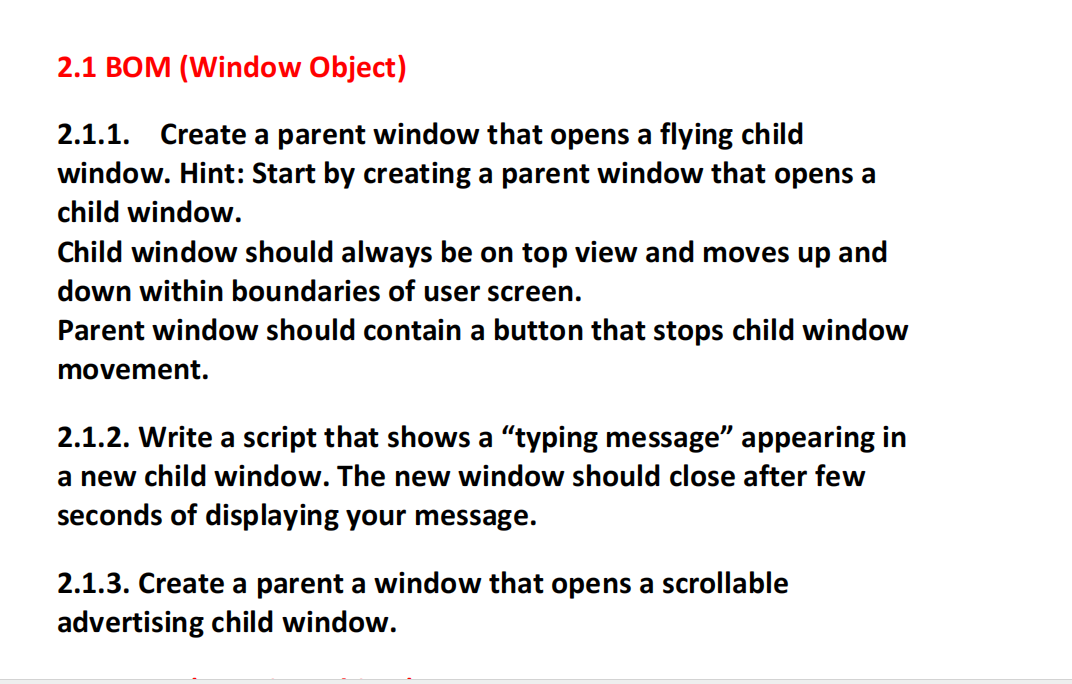 2.1 BOM (Window Object)
2.1.1. Create a parent window that opens a flying child
window. Hint: Start by creating a parent window that opens a
child window.
Child window should always be on top view and moves up and
down within boundaries of user screen.
Parent window should contain a button that stops child window
movement.
2.1.2. Write a script that shows a “typing message” appearing in
a new child window. The new window should close after few
seconds of displaying your message.
2.1.3. Create a parent a window that opens a scrollable
advertising child window.